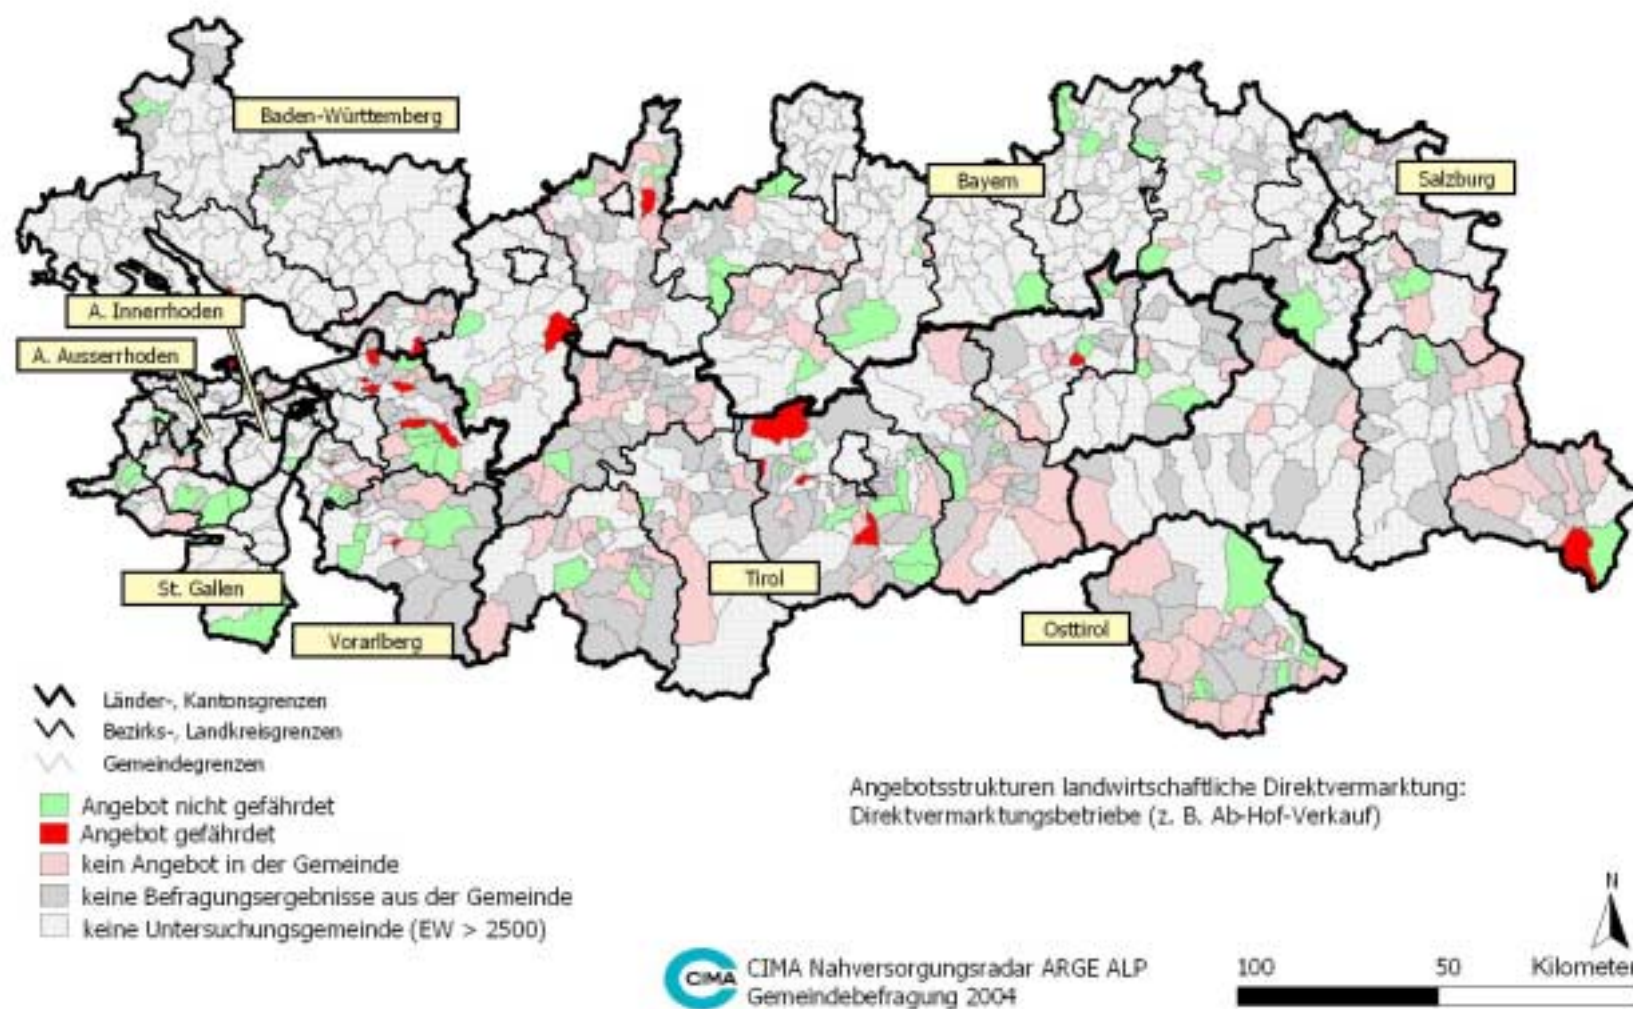 Baden-Württemberg
Bayern
Salzburg
A. Innerrhoden
A. Ausserrhoden
St. Gallen
Vorarlberg
Tirol
Osttirol
Länder-, Kantonsgrenzen
Bezirks-, Landkreisgrenzen
Gemeindegrenzen
Angebot nicht gefährdet
Angebot gefährdet
kein Angebot in der Gemeinde
keine Befragungsergebnisse aus der Gemeinde
keine Untersuchungsgemeinde (EW > 2500)
Angebotsstrukturen landwirtschaftliche Direktvermarktung:
Direktvermarktungsbetriebe (z. B. Ab-Hof-Verkauf)
N
CIMA
CIMA Nahversorgungsradar ARGE ALP
Gemeindebefragung 2004
100 50 Kilometer